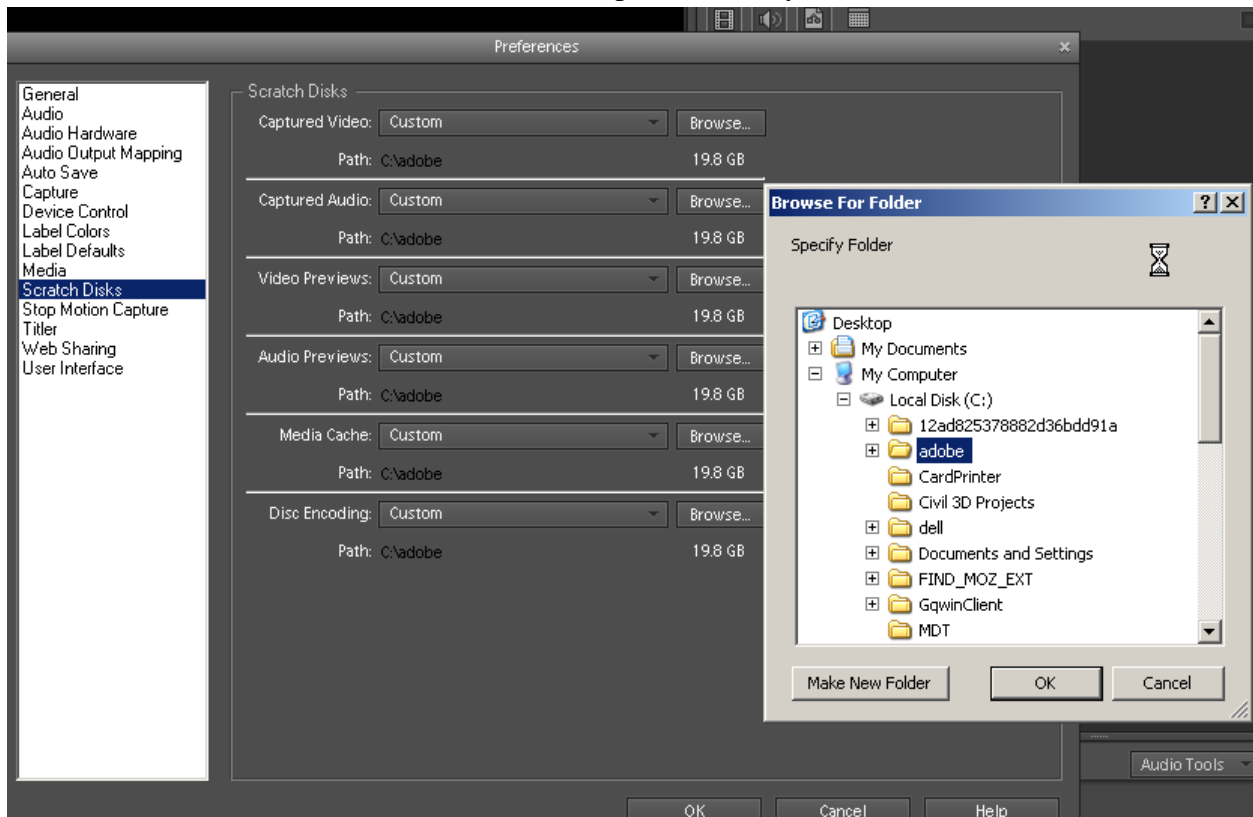 Preferences
General
Audio
Audio Hardware
Audio Output Mapping
Auto Save
Capture
Device Control
Label Colors
Label Defaults
Media
Scratch Disks
Stop Motion Capture
Titler
Web Sharing
User Interface
Scratch Disks
Captured Video: Custom Browse...
Path: C:\adobe 19.8 GB
Captured Audio: Custom Browse...
Path: C:\adobe 19.8 GB
Video Previews: Custom Browse...
Path: C:\adobe 19.8 GB
Audio Previews: Custom Browse...
Path: C:\adobe 19.8 GB
Media Cache: Custom Browse...
Path: C:\adobe 19.8 GB
Disc Encoding: Custom Browse...
Path: C:\adobe 19.8 GB
OK Cancel Help
Browse For Folder
Specify Folder
Desktop
My Documents
My Computer
Local Disk (C:)
12ad825378882d36bdd91a
adobe
CardPrinter
Civil 3D Projects
dell
Documents and Settings
FIND_MOZ_EXT
GqwinClient
MDT
Make New Folder OK Cancel
Audio Tools